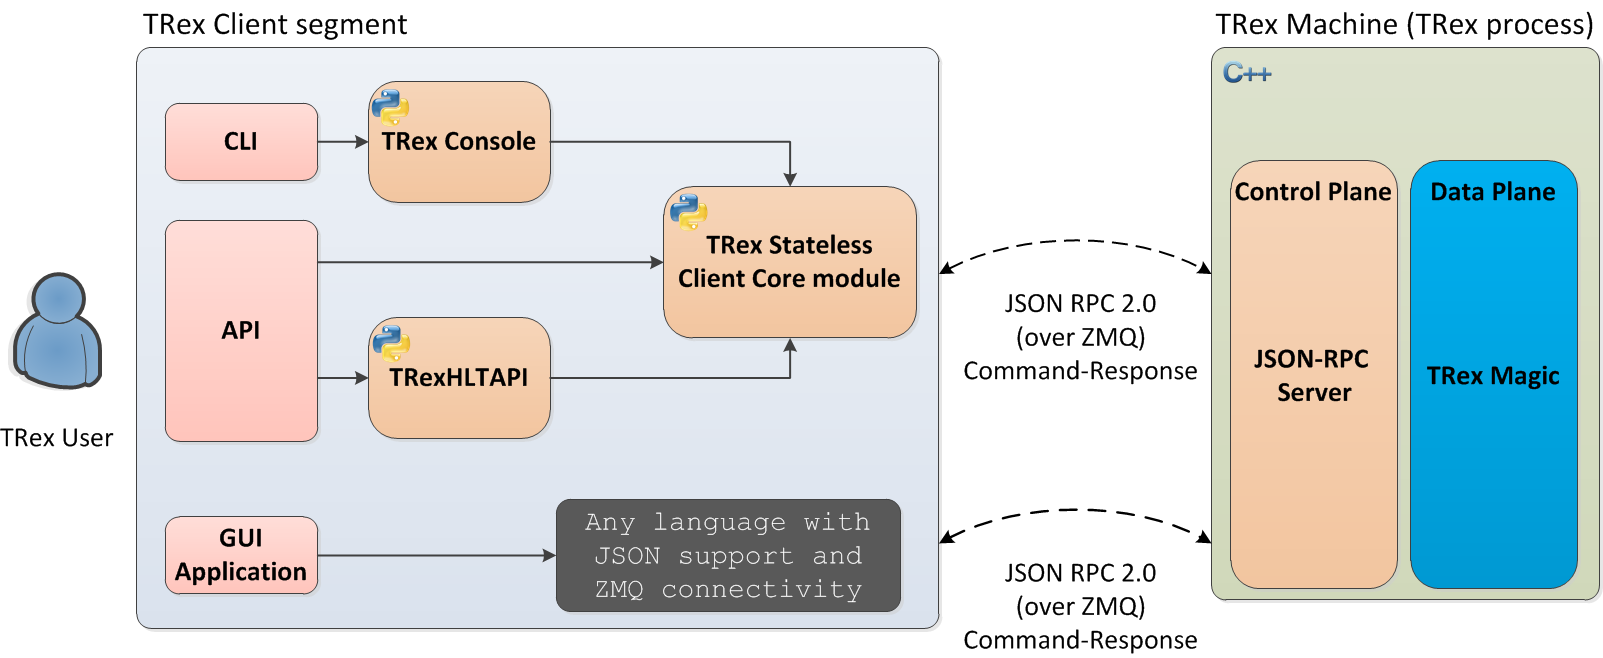 TRex Client segment
TRex Machine (TRex process)
C++
CLI
TRex Console
Control Plane
Data Plane
TRex Stateless
Client Core module
API
TRexHLTAPI
JSON RPC 2.0
(over ZMQ)
Command-Response
JSON-RPC
Server
TRex Magic
TRex User
GUI
Application
Any language with
JSON support and
ZMQ connectivity
JSON RPC 2.0
(over ZMQ)
Command-Response